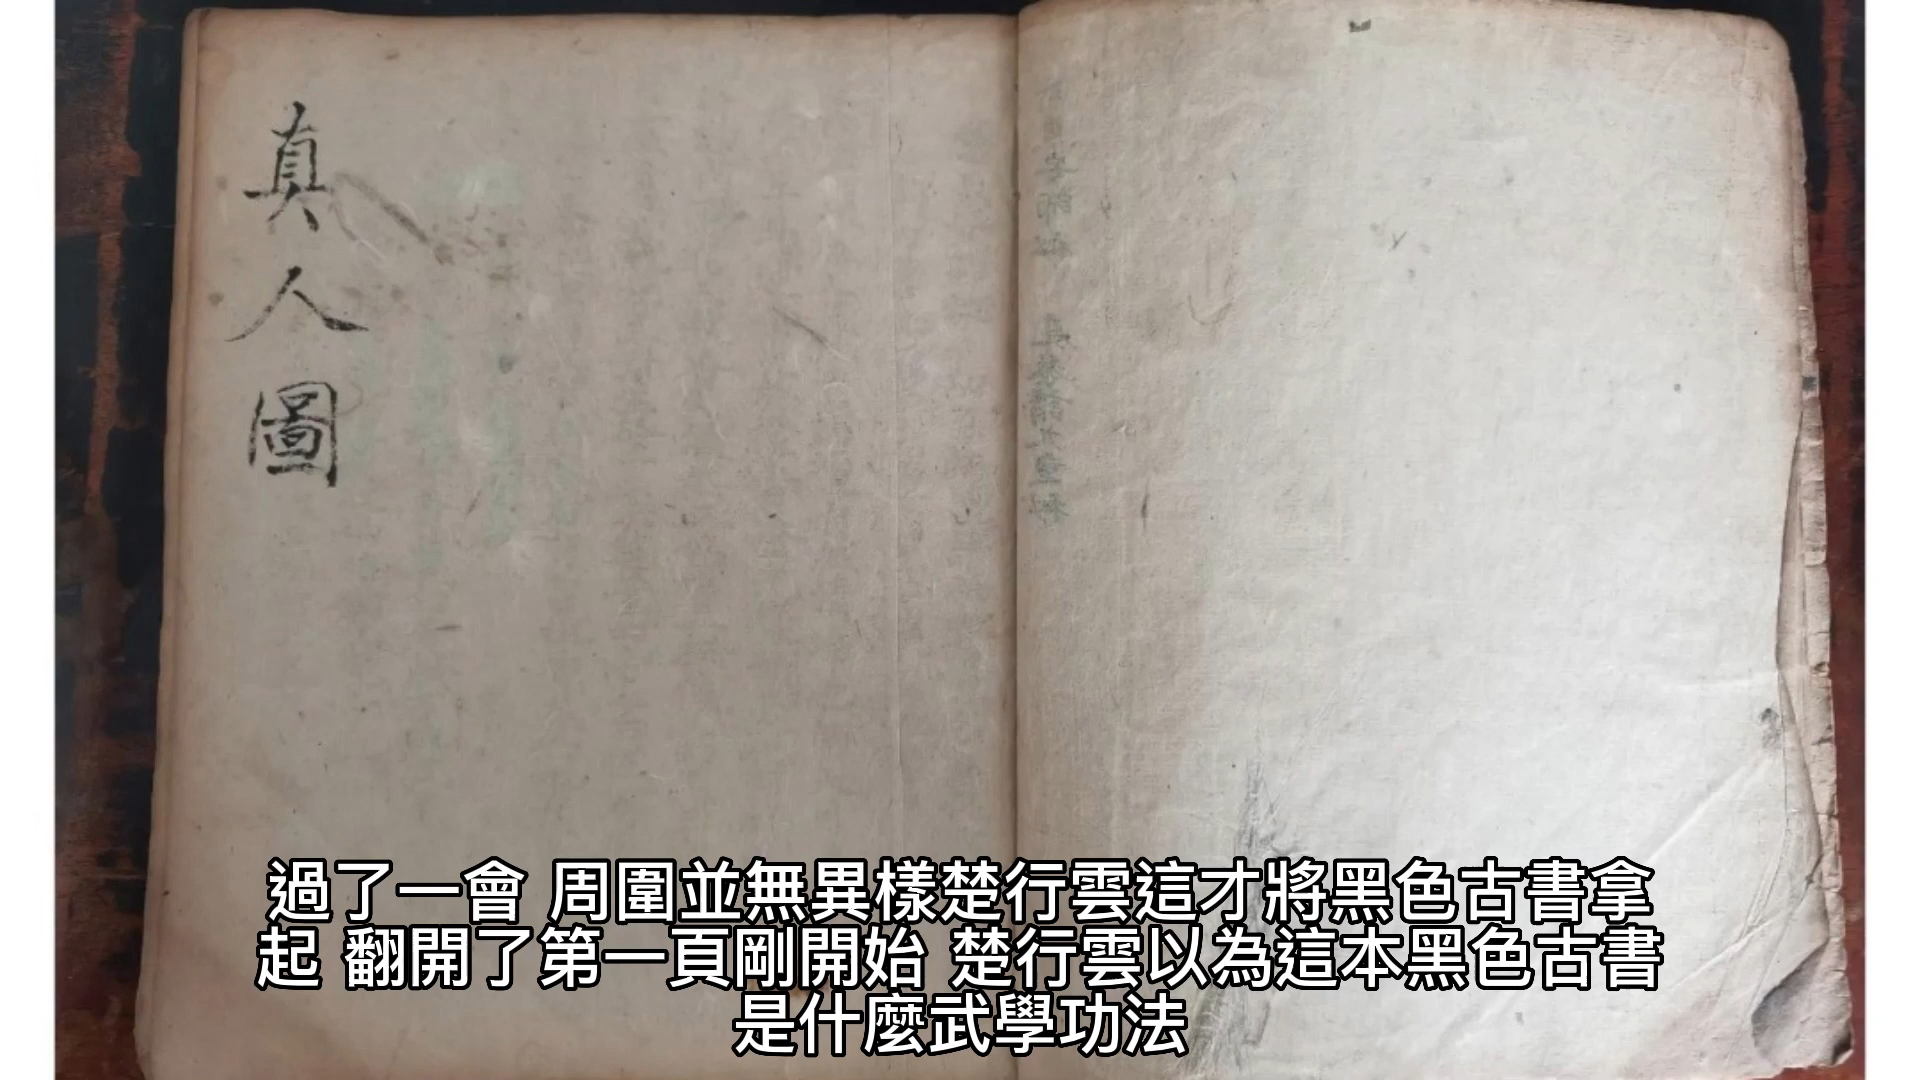 真人圖
過了一會 周圍並無異樣楚行雲這才將黑色古書拿
起 翻開了第一頁剛開始 楚行雲以為這本黑色古書
是什麼武學功法